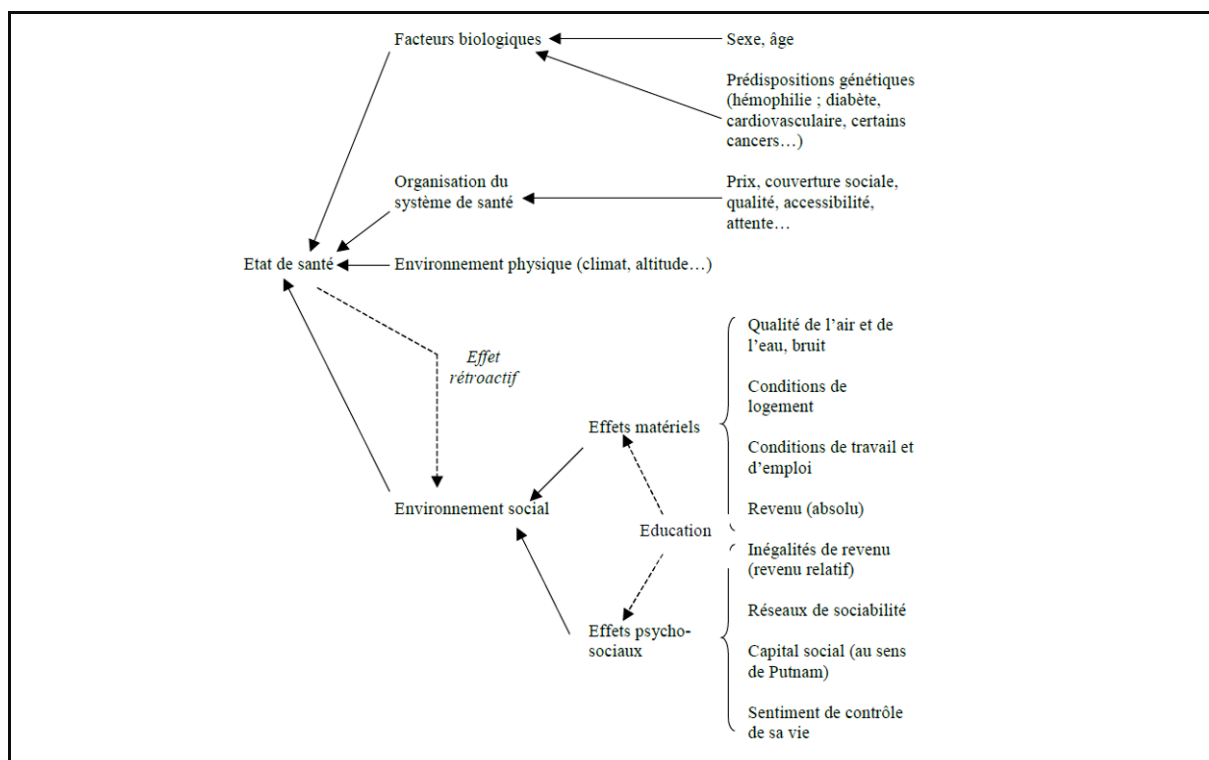 Facteurs biologiques
Sexe, âge
Prédispositions génétiques
(hémophilie ; diabète,
cardiovasculaire, certains
cancers…)
Organisation du
système de santé
Prix, couverture sociale,
qualité, accessibilité,
attente…
Etat de santé
Environnement physique (climat, altitude…)
Effet
rétroactif
Qualité de l’air et de
l’eau, bruit
Conditions de
logement
Effets matériels
Conditions de travail et
d’emploi
Environnement social
Revenu (absolu)
Education
Inégalités de revenu
(revenu relatif)
Réseaux de sociabilité
Effets psycho-
sociaux
Capital social (au sens
de Putnam)
Sentiment de contrôle
de sa vie